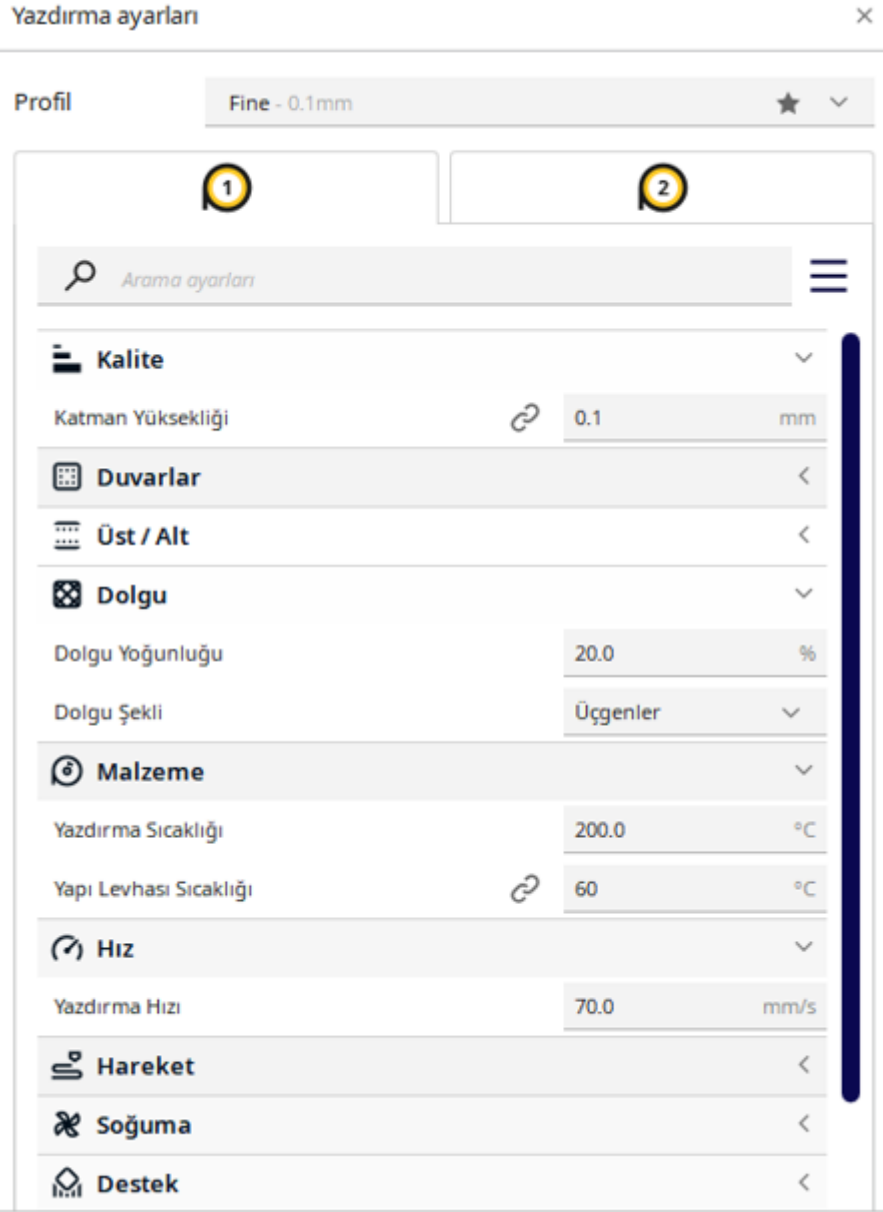 Yazdırma ayarları
Profil Fine - 0.1mm
1 2
Arama ayarları
Kalite
Katman Yüksekliği 0.1 mm
Duvarlar
Üst / Alt
Dolgu
Dolgu Yoğunluğu 20.0 %
Dolgu Şekli Üçgenler
Malzeme
Yazdırma Sıcaklığı 200.0 °C
Yapı Levhası Sıcaklığı 60 °C
Hız
Yazdırma Hızı 70.0 mm/s
Hareket
Soğuma
Destek